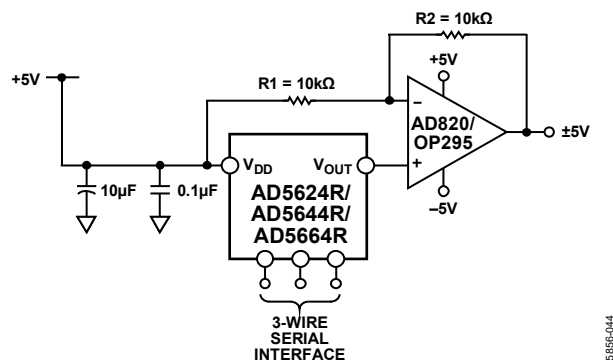 R2 = 10kΩ
+5V
R1 = 10kΩ
+5V
–
AD820/
OP295
+
±5V
–5V
VDD
VOUT
10µF
0.1µF
AD5624R/
AD5644R/
AD5664R
3-WIRE
SERIAL
INTERFACE
5856-044